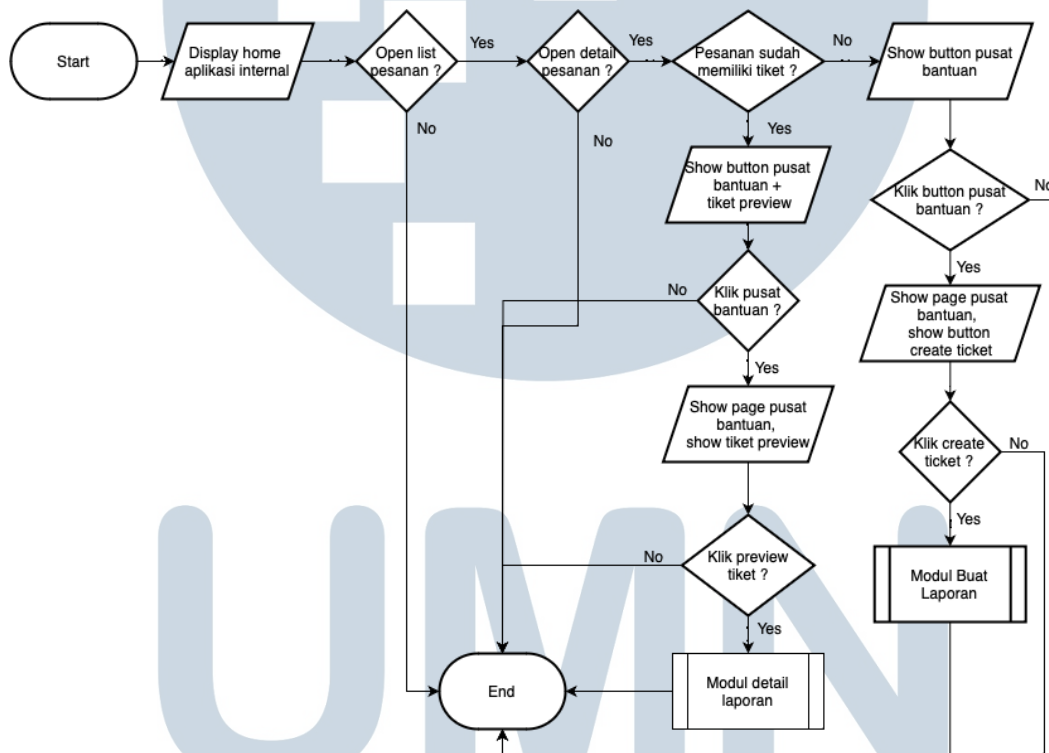 Start
Display home
aplikasi internal
Open list
pesanan ?
Yes
Open detail
pesanan ?
Yes
Pesanan sudah
memiliki tiket ?
No
Show button pusat
bantuan
No
No
Yes
Show button pusat
bantuan +
tiket preview
Klik button pusat
bantuan ?
No
Yes
No
Klik pusat
bantuan ?
Show page pusat
bantuan,
show button
create ticket
Yes
Show page pusat
bantuan,
show tiket preview
Klik create
ticket ?
No
Yes
No
Klik preview
tiket ?
Modul Buat
Laporan
Yes
End
Modul detail
laporan
UMN